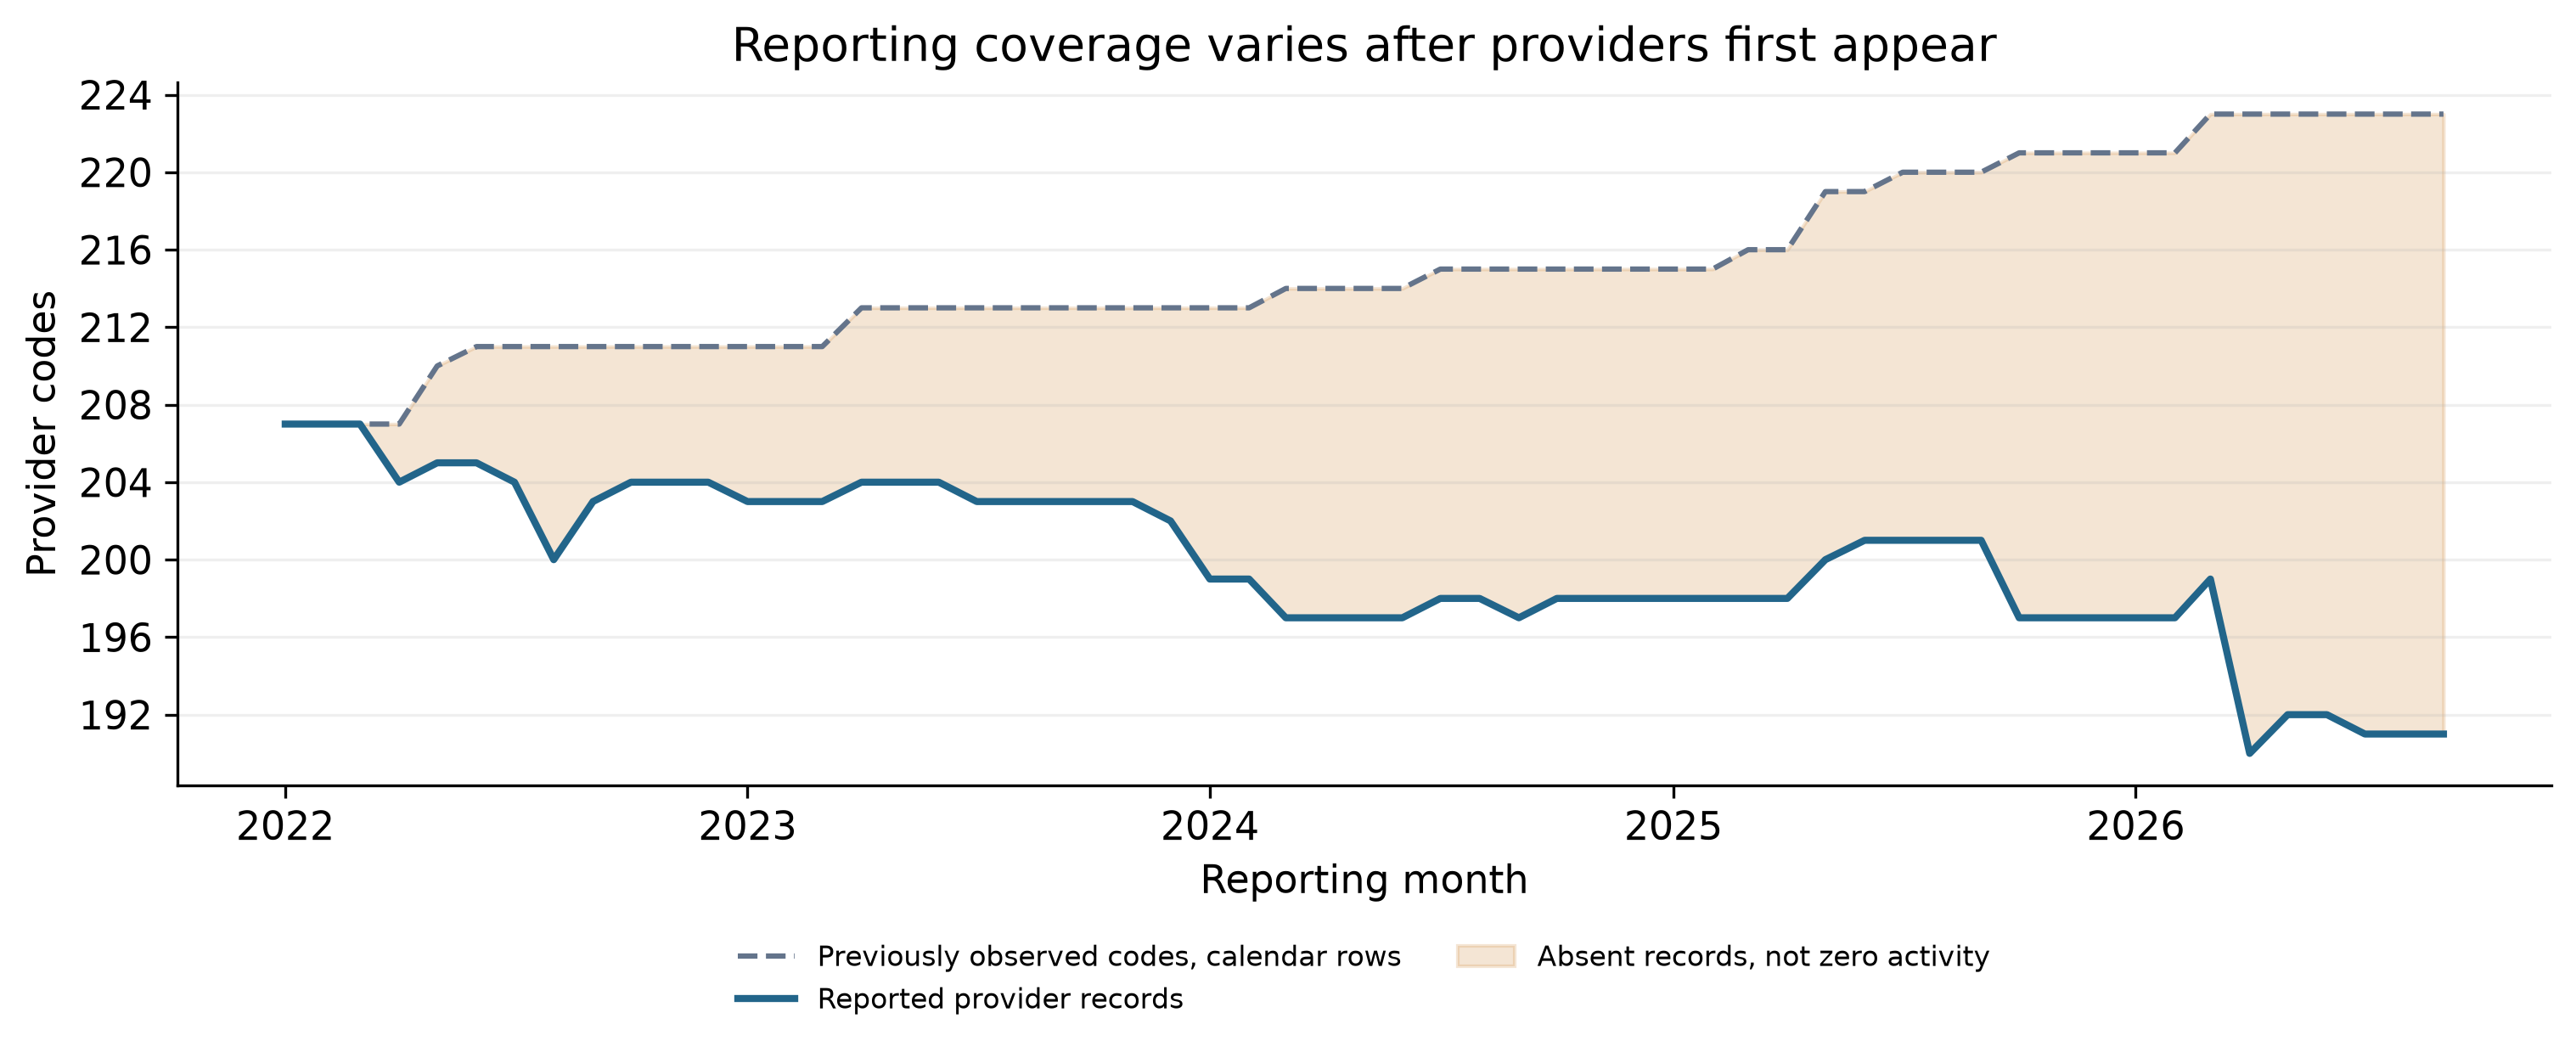 Reporting coverage varies after providers first appear
Provider codes
224
220
216
212
208
204
200
196
192
2022
2023
2024
2025
2026
Reporting month
Previously observed codes, calendar rows
Reported provider records
Absent records, not zero activity